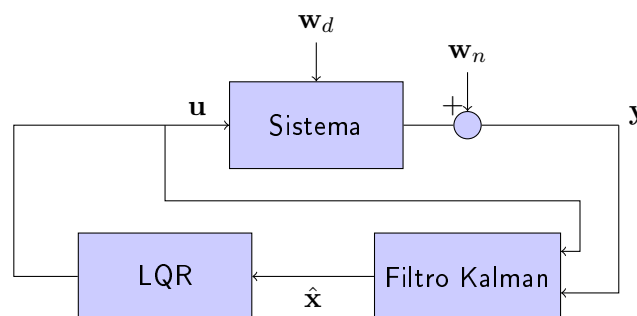 w_d
w_n
u
Sistema
+
y
LQR
x̂
Filtro Kalman